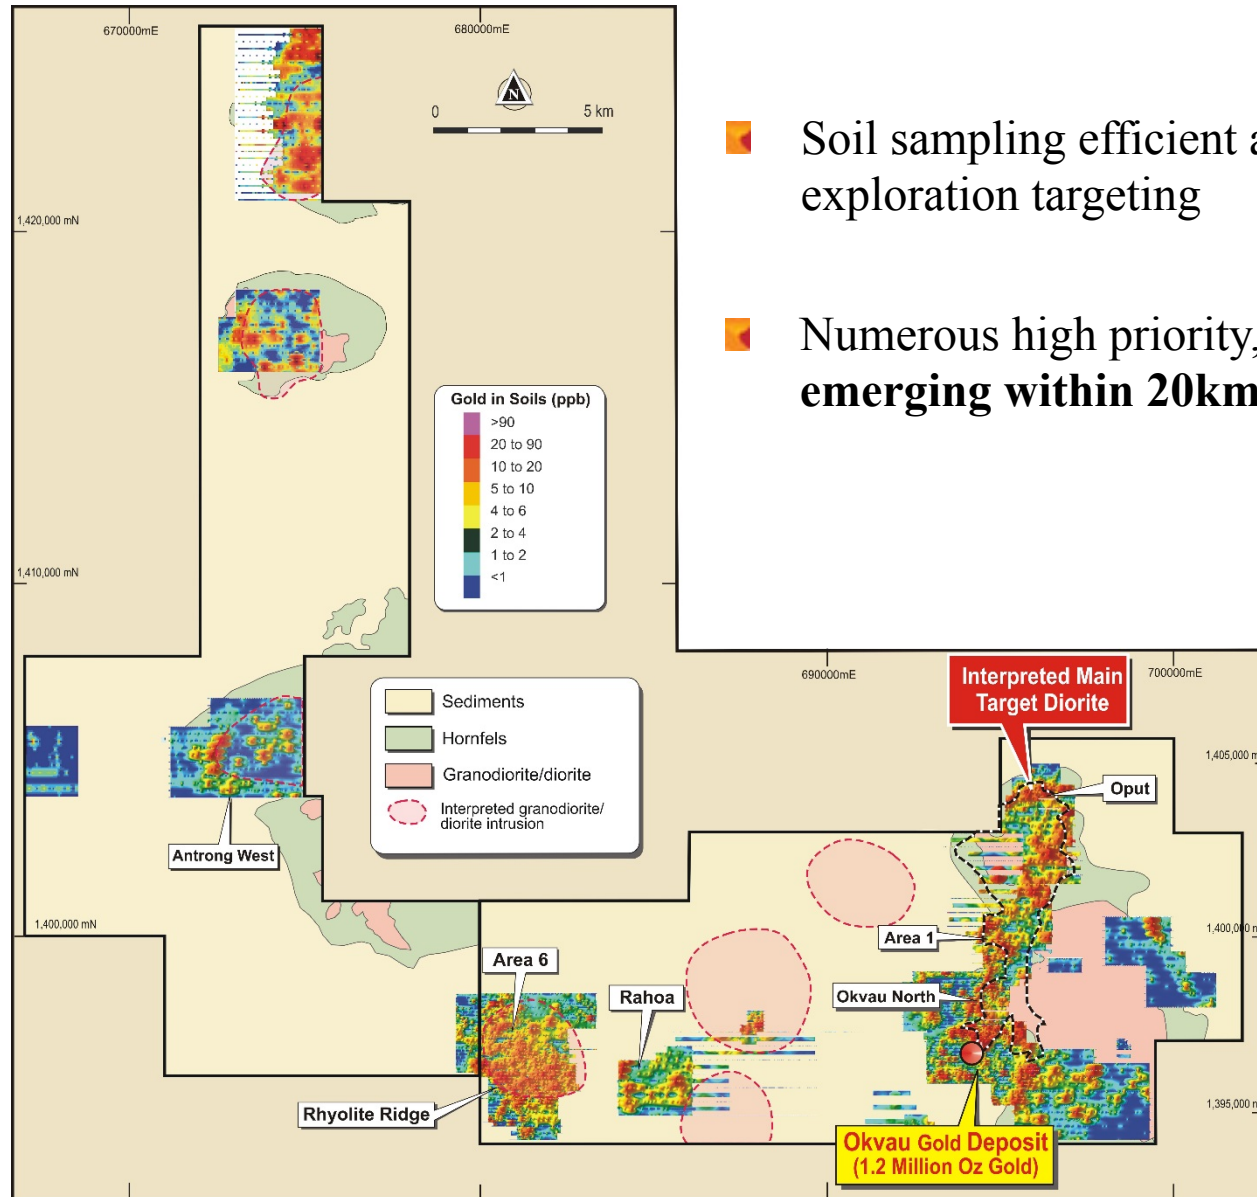 670000mE
680000mE
N
0 5 km
Soil sampling efficient a
exploration targeting
1,420,000 mN
Numerous high priority,
emerging within 20km
Gold in Soils (ppb)
>90
20 to 90
10 to 20
5 to 10
4 to 6
2 to 4
1 to 2
<1
1,410,000 mN
690000mE
700000mE
Interpreted Main
Target Diorite
Sediments
Hornfels
Granodiorite/diorite
Interpreted granodiorite/
diorite intrusion
1,405,000 m
Oput
Antrong West
1,400,000 mN
1,400,000 mN
Area 1
Area 6
Rahoa
Okvau North
Rhyolite Ridge
1,395,000 m
Okvau Gold Deposit
(1.2 Million Oz Gold)